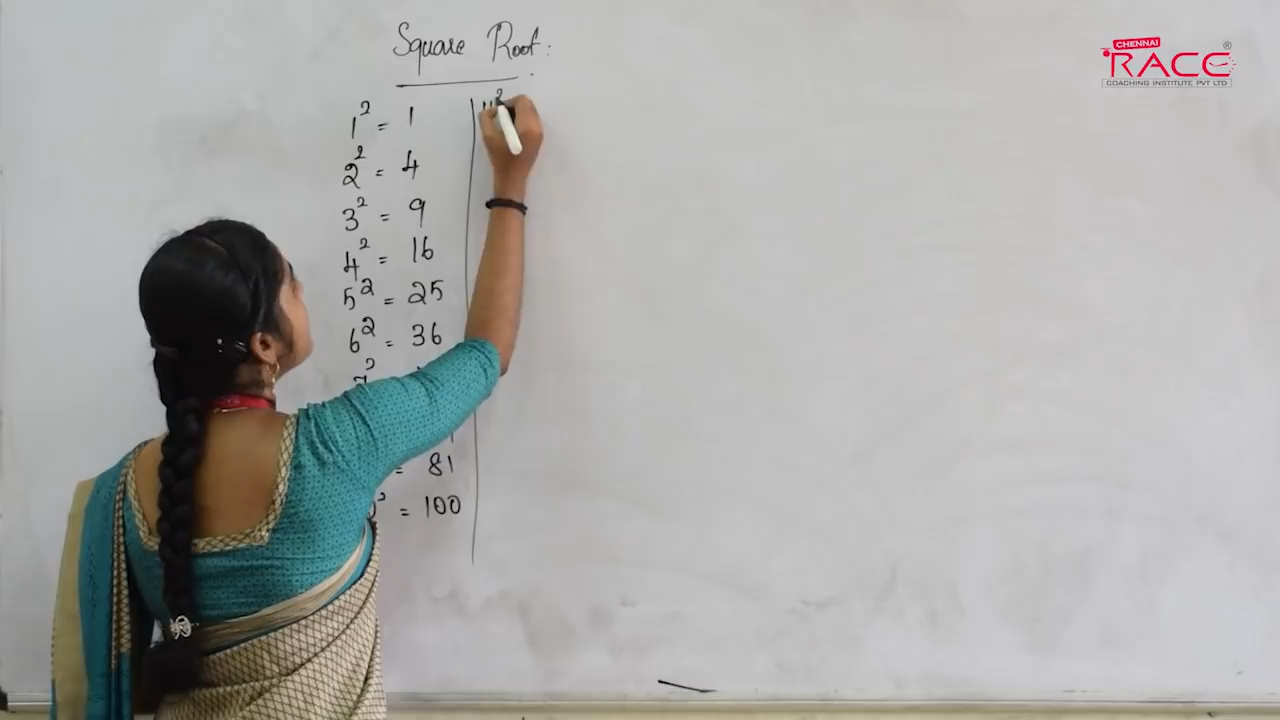 Square Root:
1² = 1
2² = 4
3² = 9
4² = 16
5² = 25
6² = 36
= 81
= 100
11²
CHENNAI
RACE®
COACHING INSTITUTE PVT LTD